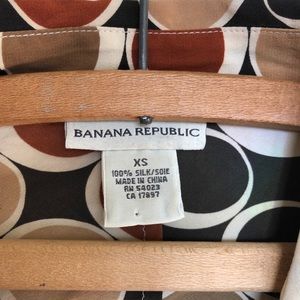 BANANA REPUBLIC
XS
100% SILK/SOIE
MADE IN CHINA
RN 54023
CA 17897